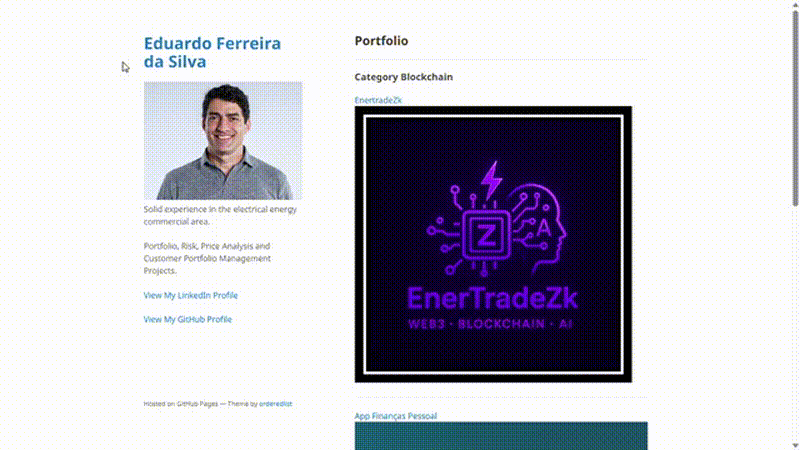 Eduardo Ferreira
da Silva
Solid experience in the electrical energy
commercial area.
Portfolio, Risk, Price Analysis and
Customer Portfolio Management
Projects.
View My LinkedIn Profile
View My GitHub Profile
Hosted on GitHub Pages — Theme by orderedlist
Portfolio
Category Blockchain
EnertradeZk
Z
A
EnerTradeZk
WEB3 · BLOCKCHAIN · AI
App Finanças Pessoal